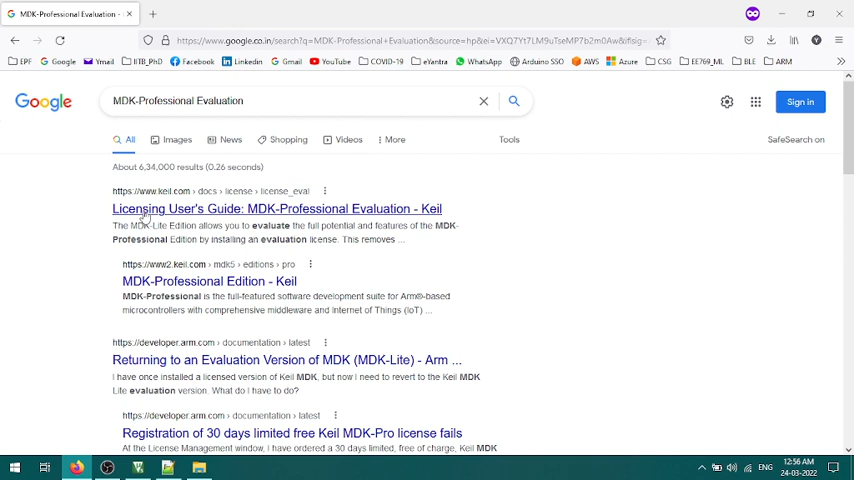 MDK-Professional Evaluation - G
https://www.google.co.in/search?q=MDK-Professional+Evaluation&source=hp&ei=VXQ7Yt7LM9uTseMP7b2m0Aw&iflsig=
EPF Google Ymail IITB_PhD Facebook Linkedin Gmail YouTube COVID-19 eYantra WhatsApp Arduino SSO AWS Azure CSG EE769_ML BLE ARM
Google
MDK-Professional Evaluation
Sign in
All Images News Shopping Videos More Tools SafeSearch on
About 6,34,000 results (0.26 seconds)
https://www.keil.com › docs › license › license_eval
Licensing User's Guide: MDK-Professional Evaluation - Keil
The MDK-Lite Edition allows you to evaluate the full potential and features of the MDK-
Professional Edition by installing an evaluation license. This removes ...
https://www2.keil.com › mdk5 › editions › pro
MDK-Professional Edition - Keil
MDK-Professional is the full-featured software development suite for Arm®-based
microcontrollers with comprehensive middleware and Internet of Things (IoT) ...
https://developer.arm.com › documentation › latest
Returning to an Evaluation Version of MDK (MDK-Lite) - Arm ...
I have once installed a licensed version of Keil MDK, but now I need to revert to the Keil MDK
Lite evaluation version. What do I have to do?
https://developer.arm.com › documentation › latest
Registration of 30 days limited free Keil MDK-Pro license fails
At the License Management window, I have ordered a 30 days limited, free of charge, Keil MDK
ENG
12:56 AM
24-03-2022